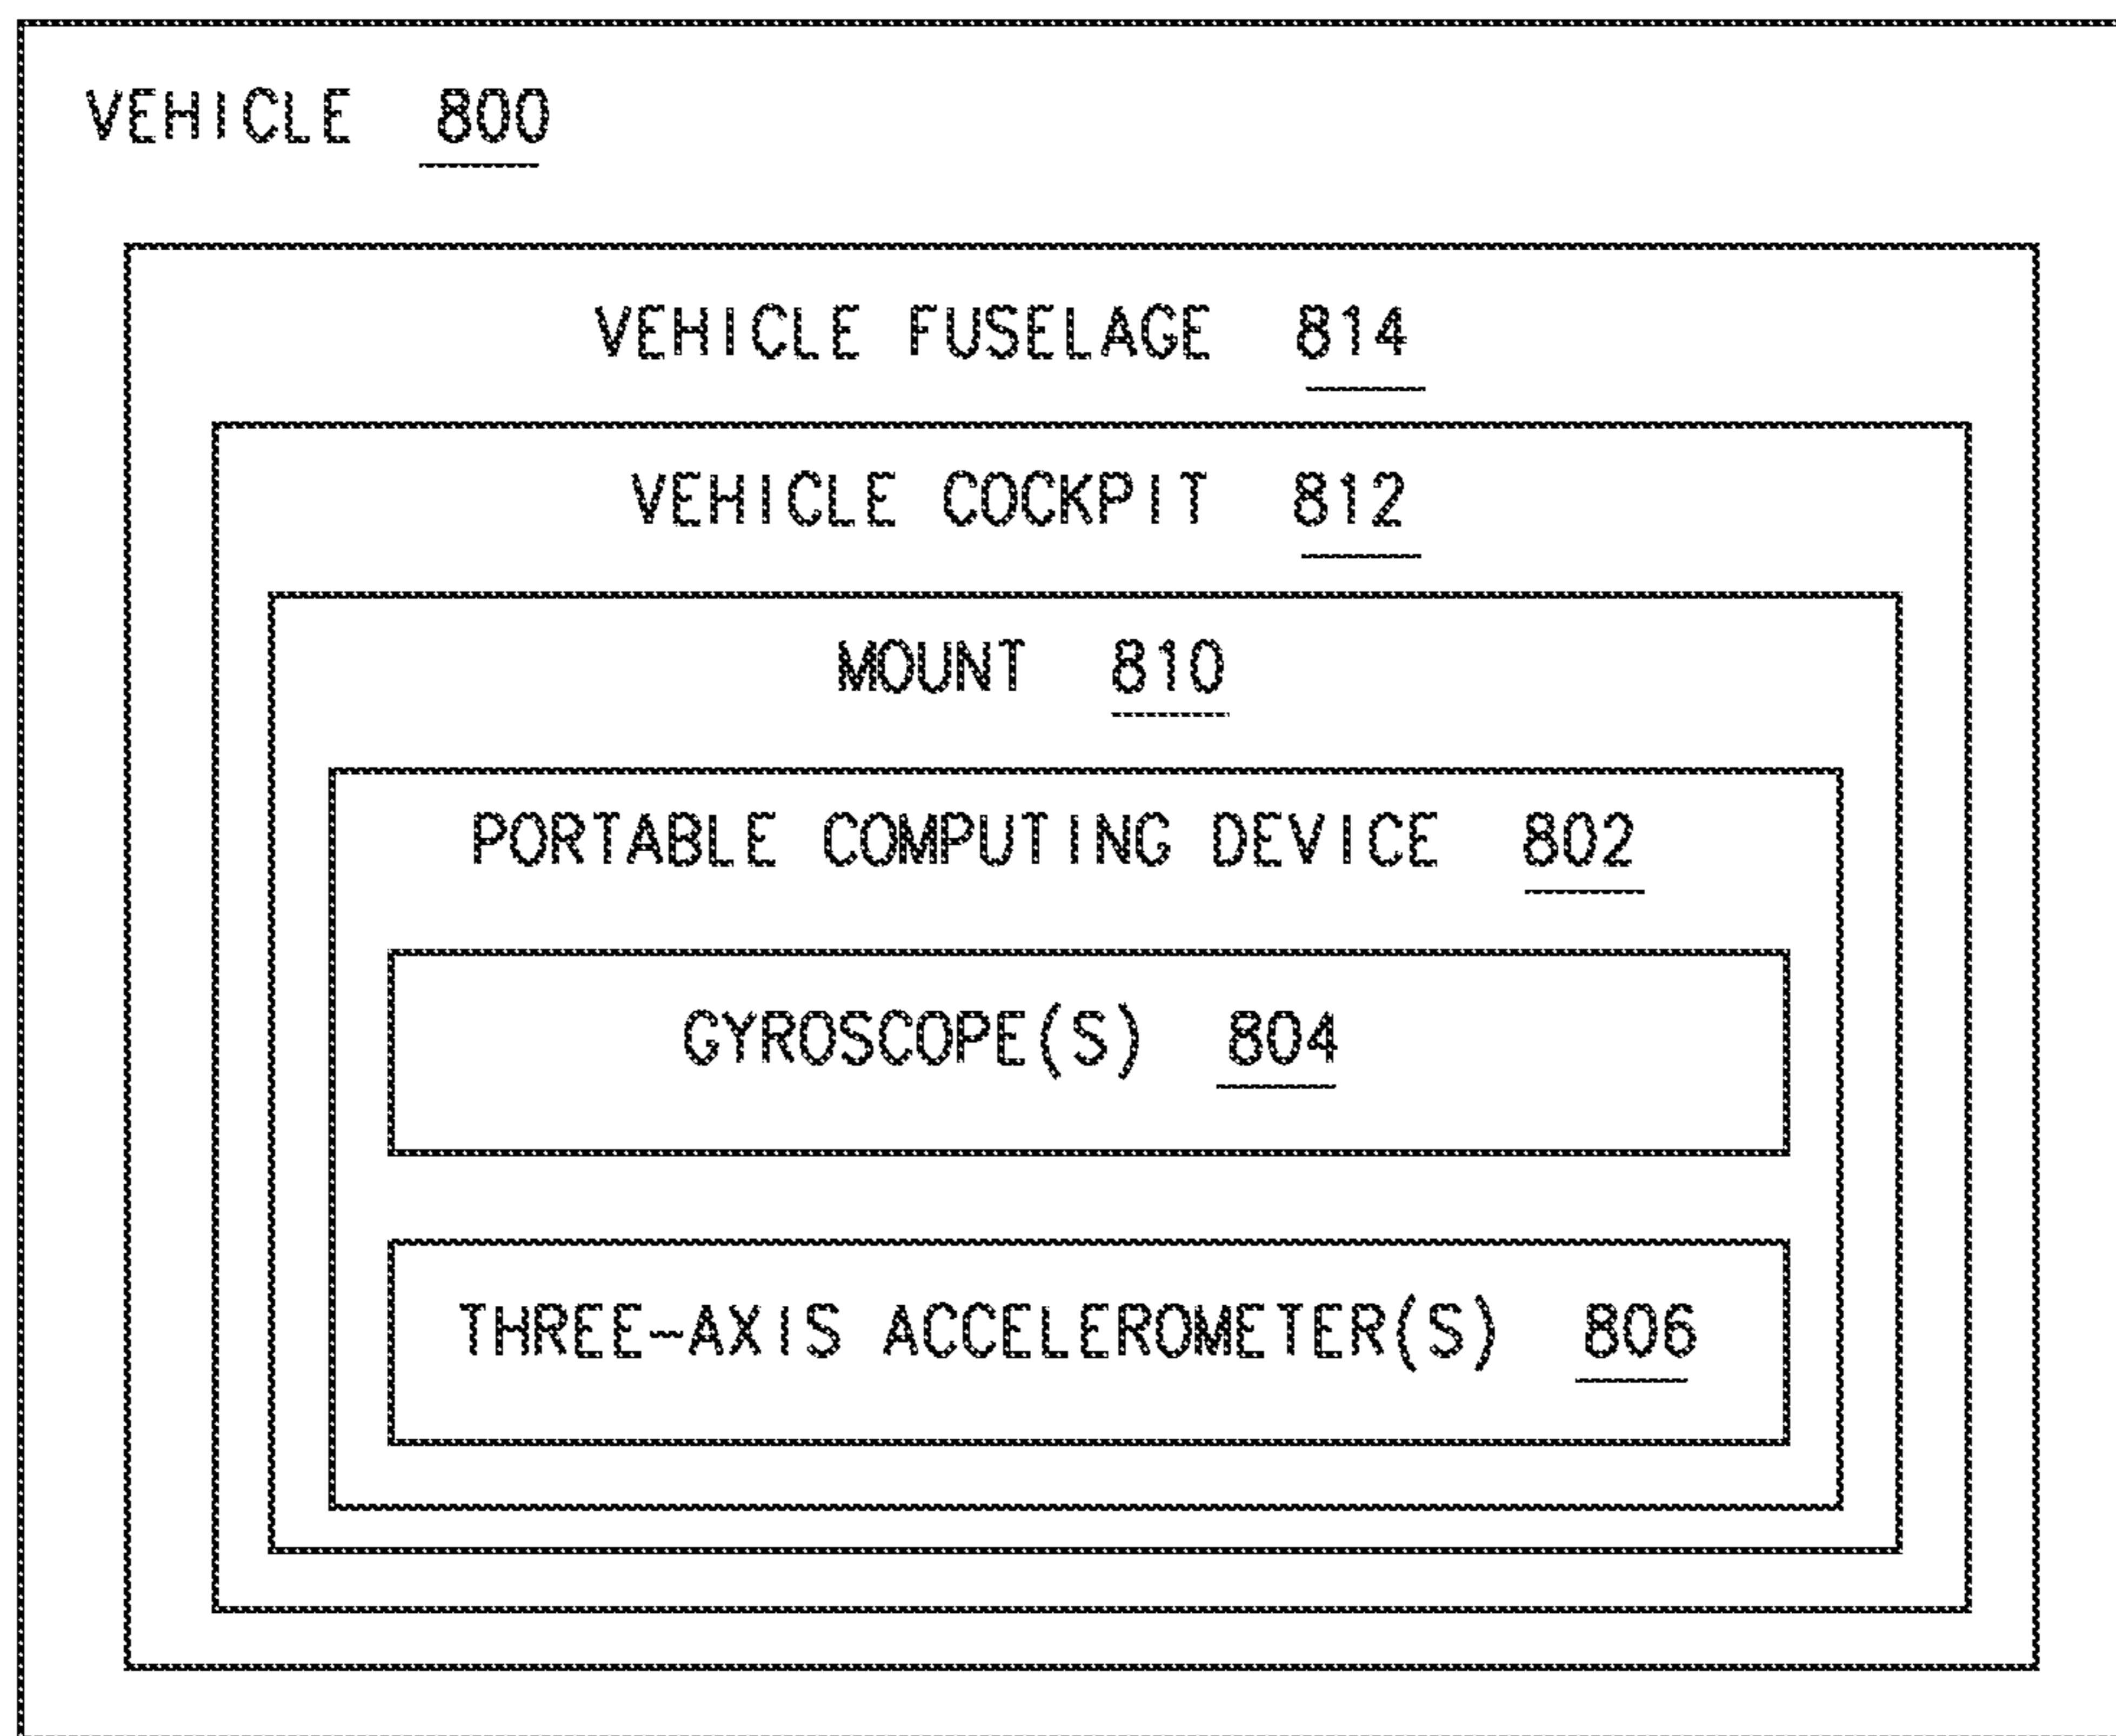 VEHICLE 800
VEHICLE FUSELAGE 814
VEHICLE COCKPIT 812
MOUNT 810
PORTABLE COMPUTING DEVICE 802
GYROSCOPE(S) 804
THREE-AXIS ACCELEROMETER(S) 806